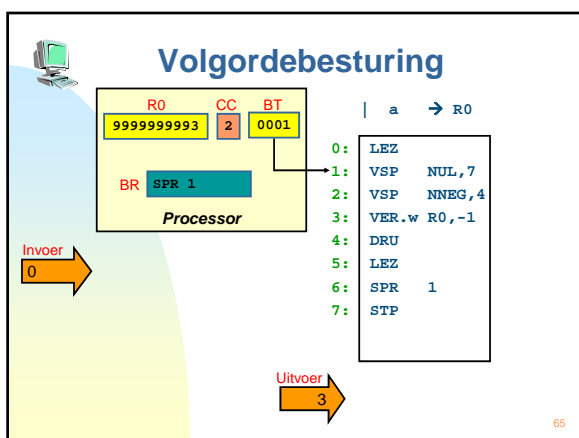 Volgordebesturing
R0 CC BT
9999999993 2 0001
BR SPR 1
Processor
Invoer
0
Uitvoer
3
| a → R0
0: LEZ
1: VSP NUL,7
2: VSP NNEG,4
3: VER.w R0,-1
4: DRU
5: LEZ
6: SPR 1
7: STP
65